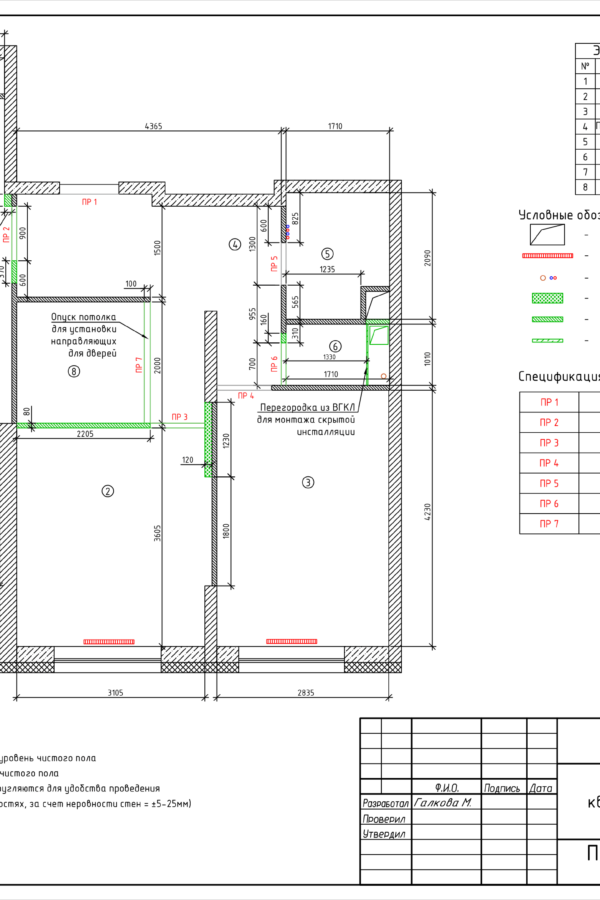 4365
1710
Э
№
1
2
3
4 П
5
6
7
8
ПР 1
ПР 2
900
600
370
1500
600
1300
825
④
⑤
ПР 5
1235
2090
Условные обоз
100
Опуск потолка
для установки
направляющих
для дверей
⑧
ПР 7
2000
955
160
565
310
⑥
1330
1710
700
ПР 6
1010
80
2205
ПР 3
ПР 4
Перегородка из ВГКЛ
для монтажа скрытой
инсталляции
Спецификация
ПР 1
ПР 2
ПР 3
ПР 4
ПР 5
ПР 6
ПР 7
120
1230
②
③
3605
1800
4230
3105
2835
уровень чистого пола
чистого пола
угляются для удобства проведения
остях, за счет неровности стен = ±5-25мм)
Ф.И.О. Подпись Дата
Разработал Галкова М.
Проверил
Утвердил
кв
П